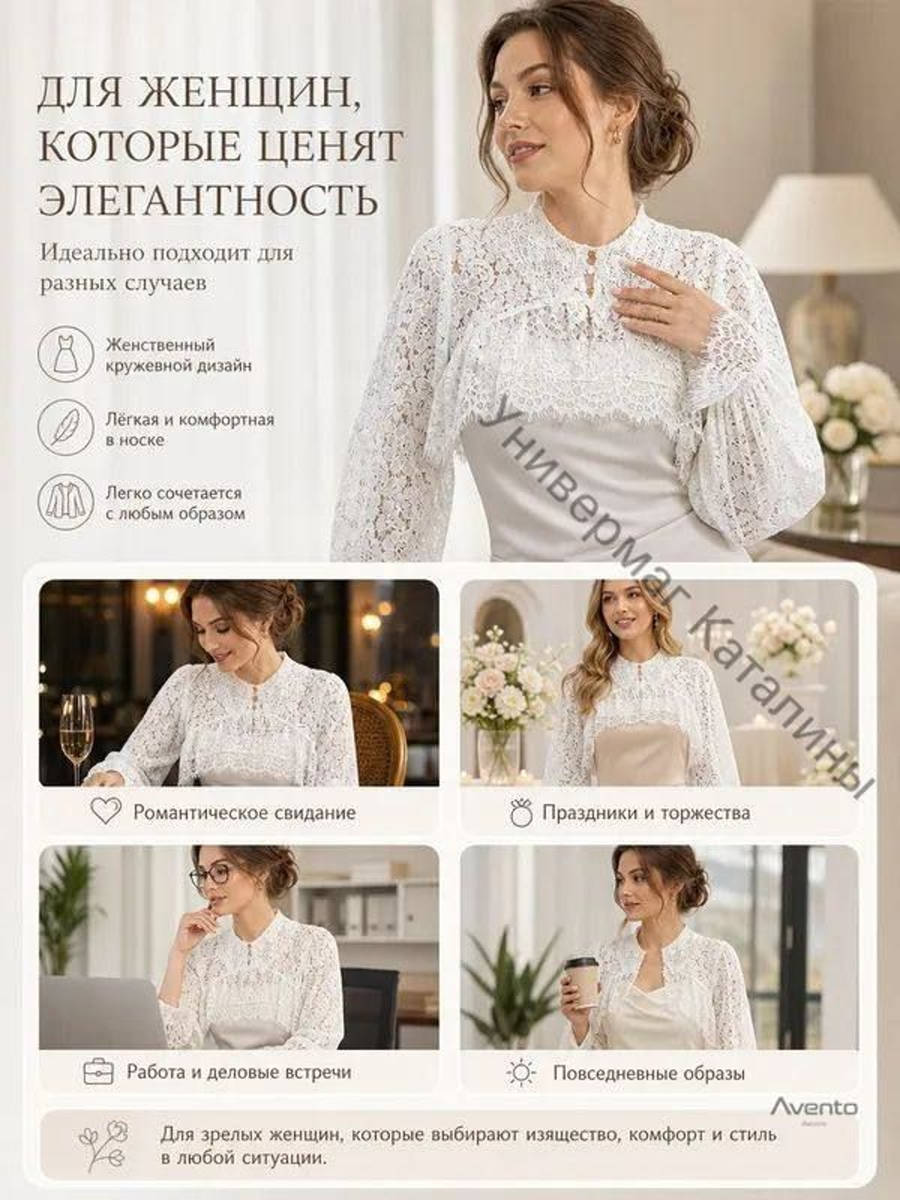 ДЛЯ ЖЕНЩИН,
КОТОРЫЕ ЦЕНЯТ
ЭЛЕГАНТНОСТЬ
Идеально подходит для
разных случаев
Женственный
кружевной дизайн
Лёгкая и комфортная
в носке
Легко сочетается
с любым образом
Универмаг Каталины
Романтическое свидание
Праздники и торжества
Работа и деловые встречи
Повседневные образы
Avento
Для зрелых женщин, которые выбирают изящество, комфорт и стиль
в любой ситуации.